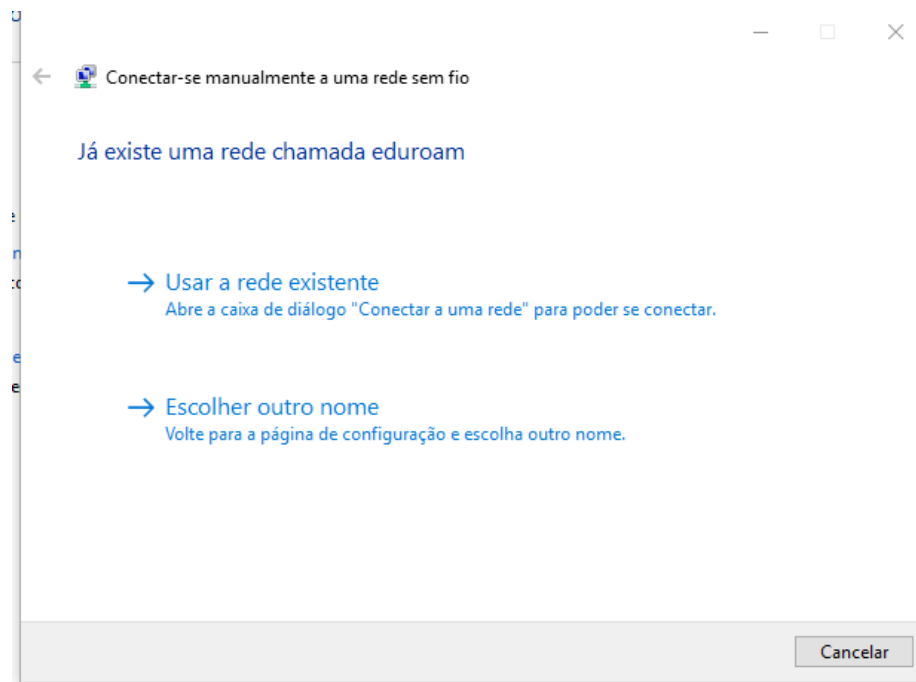 Conectar-se manualmente a uma rede sem fio
Já existe uma rede chamada eduroam
Usar a rede existente
Abre a caixa de diálogo "Conectar a uma rede" para poder se conectar.
Escolher outro nome
Volte para a página de configuração e escolha outro nome.
Cancelar